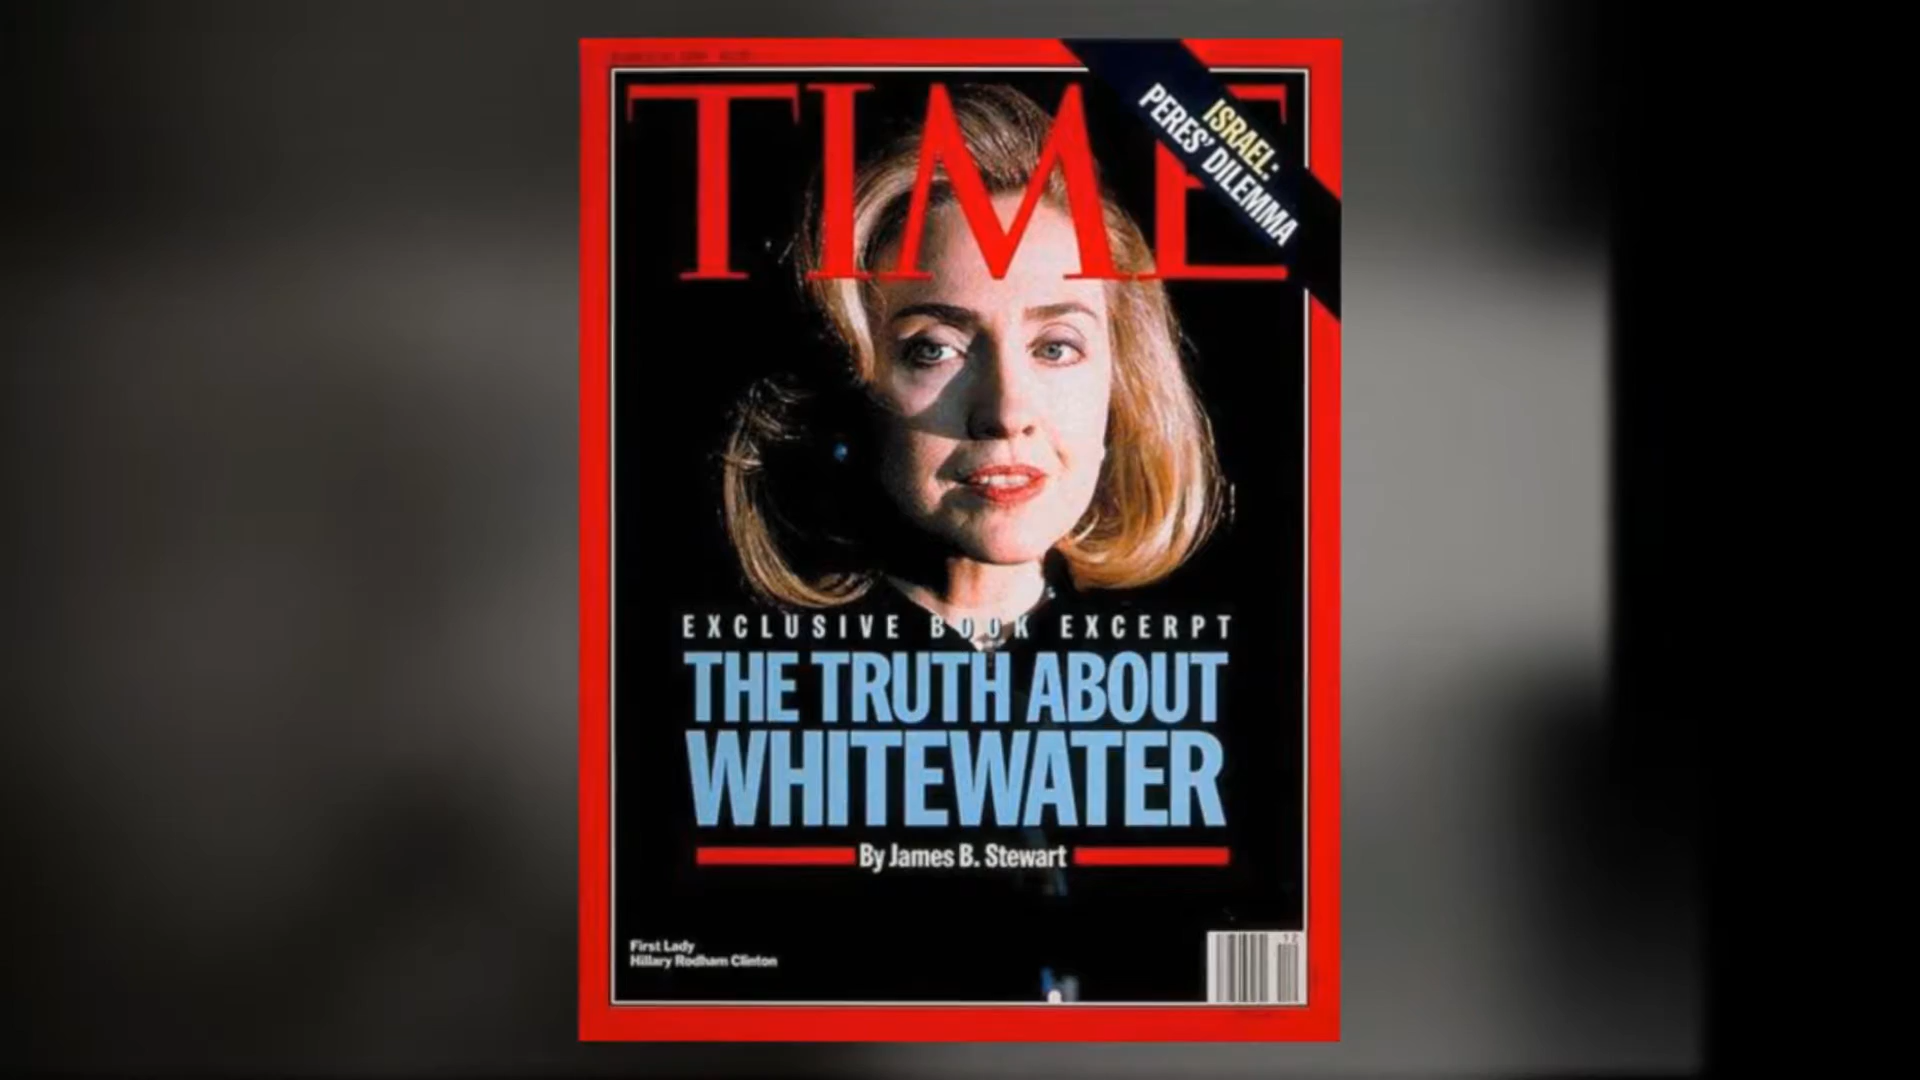 TIME
ISRAEL:
PERES' DILEMMA
EXCLUSIVE BOOK EXCERPT
THE TRUTH ABOUT
WHITEWATER
By James B. Stewart
First Lady
Hillary Rodham Clinton
12